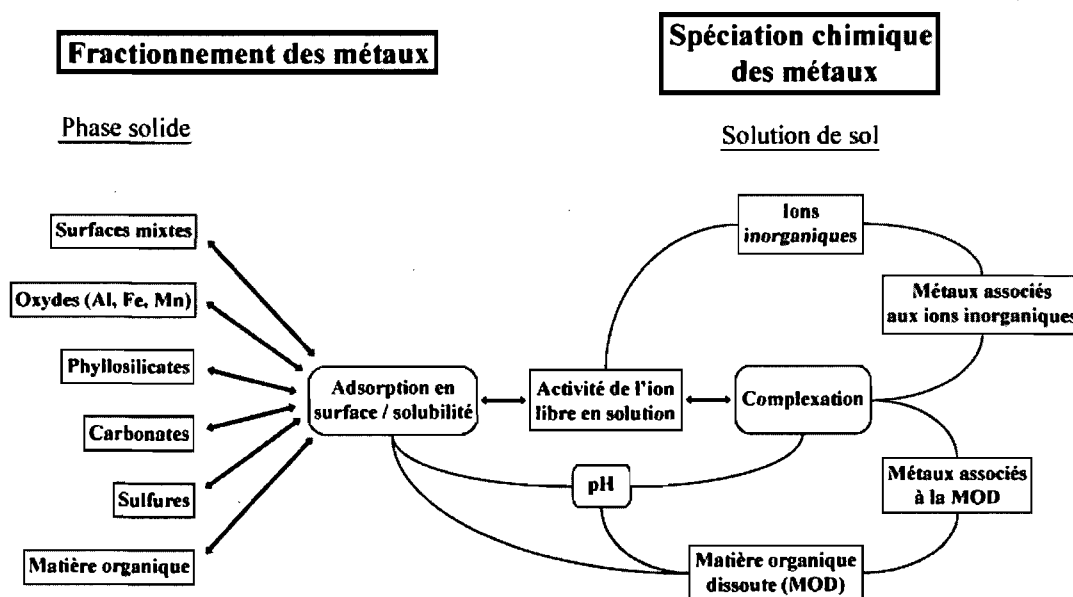 Fractionnement des métaux
Spéciation chimique
des métaux
Phase solide
Solution de sol
Surfaces mixtes
Oxydes (Al, Fe, Mn)
Phyllosilicates
Carbonates
Sulfures
Matière organique
Adsorption en
surface / solubilité
Activité de l'ion
libre en solution
Complexation
Ions
inorganiques
Métaux associés
aux ions inorganiques
pH
Métaux associés
à la MOD
Matière organique
dissoute (MOD)